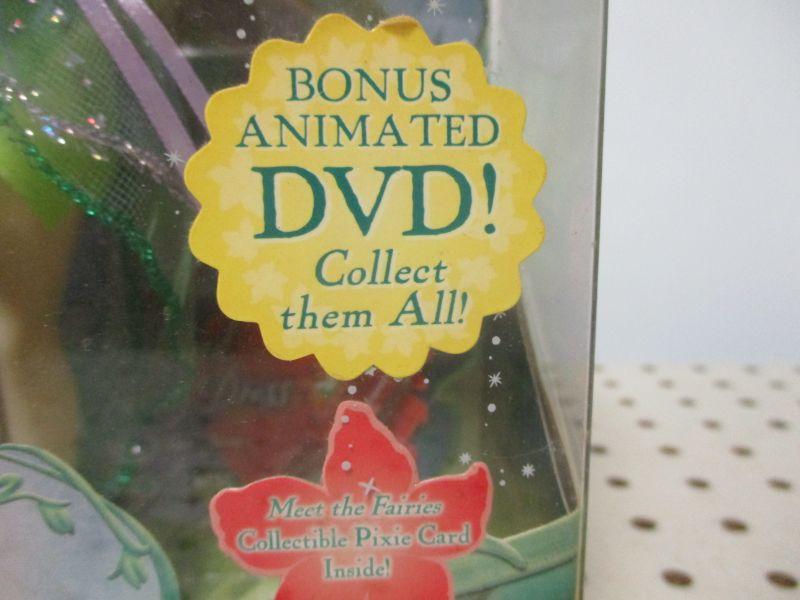 BONUS
ANIMATED
DVD!
Collect
them All!
Meet the Fairies
Collectible Pixie Card
Inside!